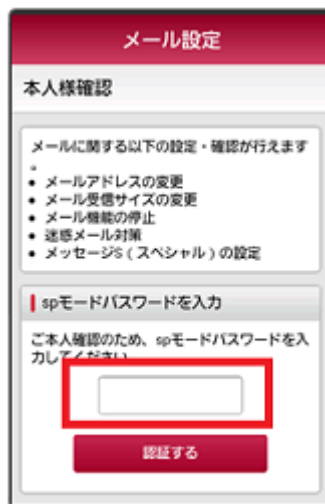 メール設定
本人様確認
メールに関する以下の設定・確認が行えます
。
• メールアドレスの変更
• メール受信サイズの変更
• メール機能の停止
• 迷惑メール対策
• メッセージS(スペシャル)の設定
spモードパスワードを入力
ご本人確認のため、spモードパスワードを入
力してください
認証する